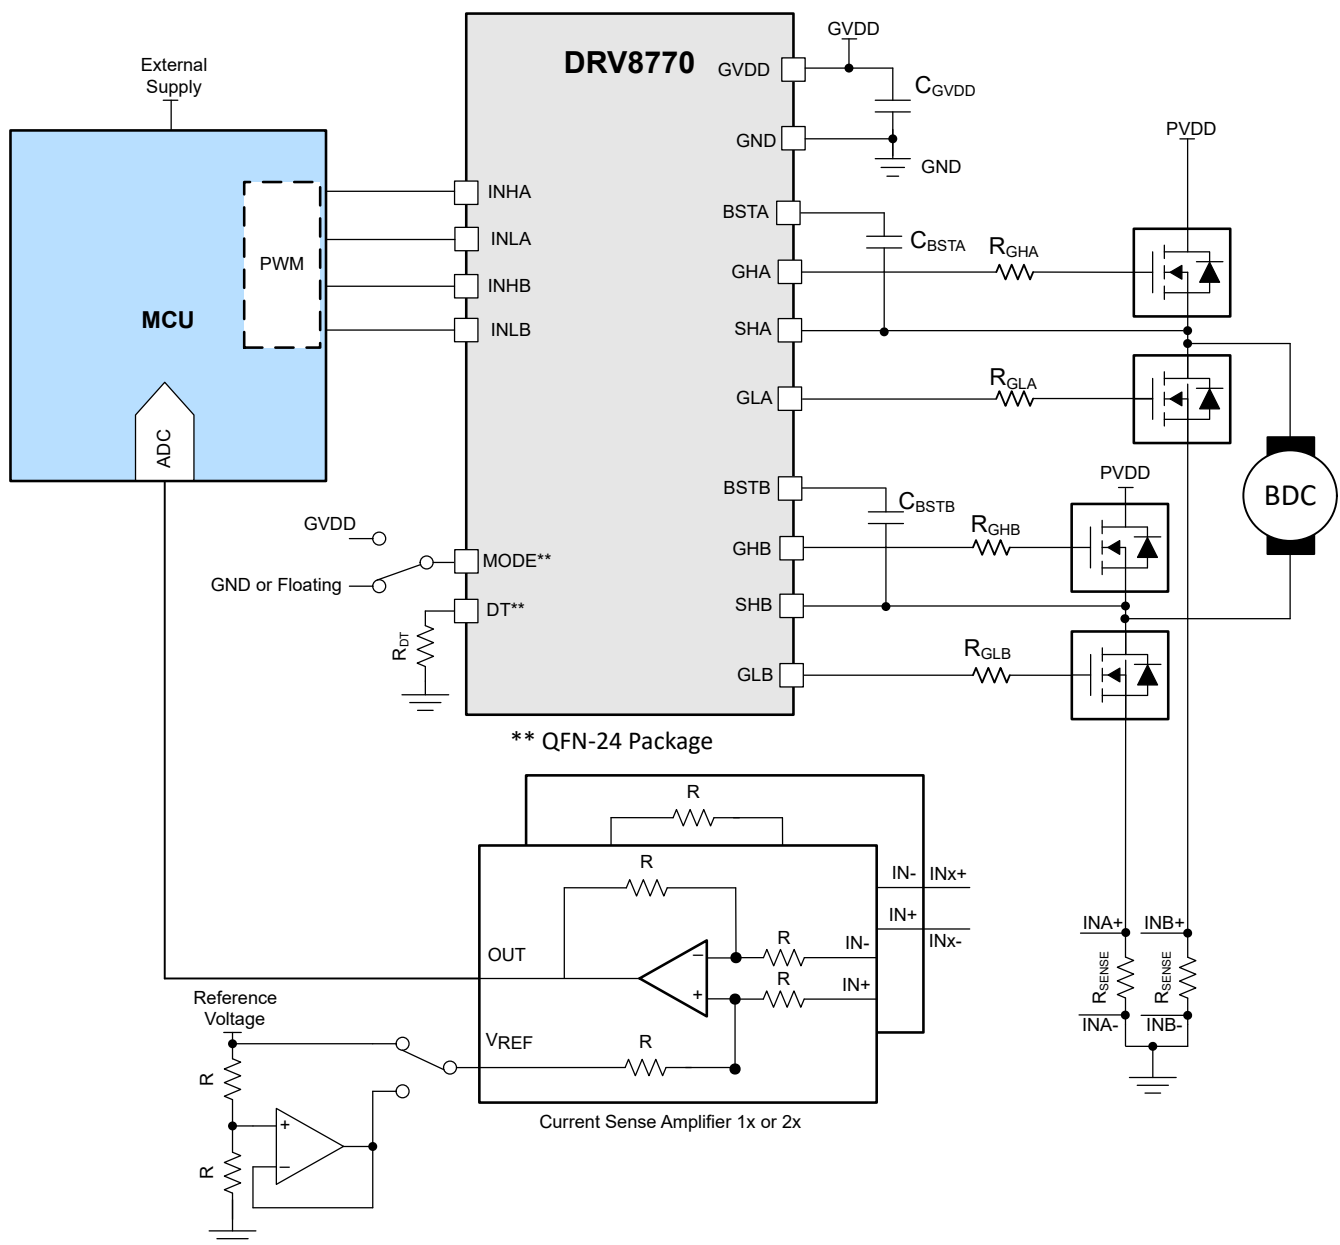 External
Supply
MCU
PWM
ADC
DRV8770
INHA
INLA
INHB
INLB
MODE**
DT**
GVDD
GND or Floating
RDT
GVDD
GND
BSTA
GHA
SHA
GLA
BSTB
GHB
SHB
GLB
GVDD
CGVDD
GND
CBSTA
RGHA
RGLA
CBSTB
RGHB
RGLB
PVDD
PVDD
BDC
** QFN-24 Package
R
R
R
R
R
IN-
INx+
IN+
INx-
IN-
IN+
OUT
VREF
-
+
Current Sense Amplifier 1x or 2x
Reference
Voltage
R
R
+
-
INA+
INB+
RSENSE
RSENSE
INA-
INB-